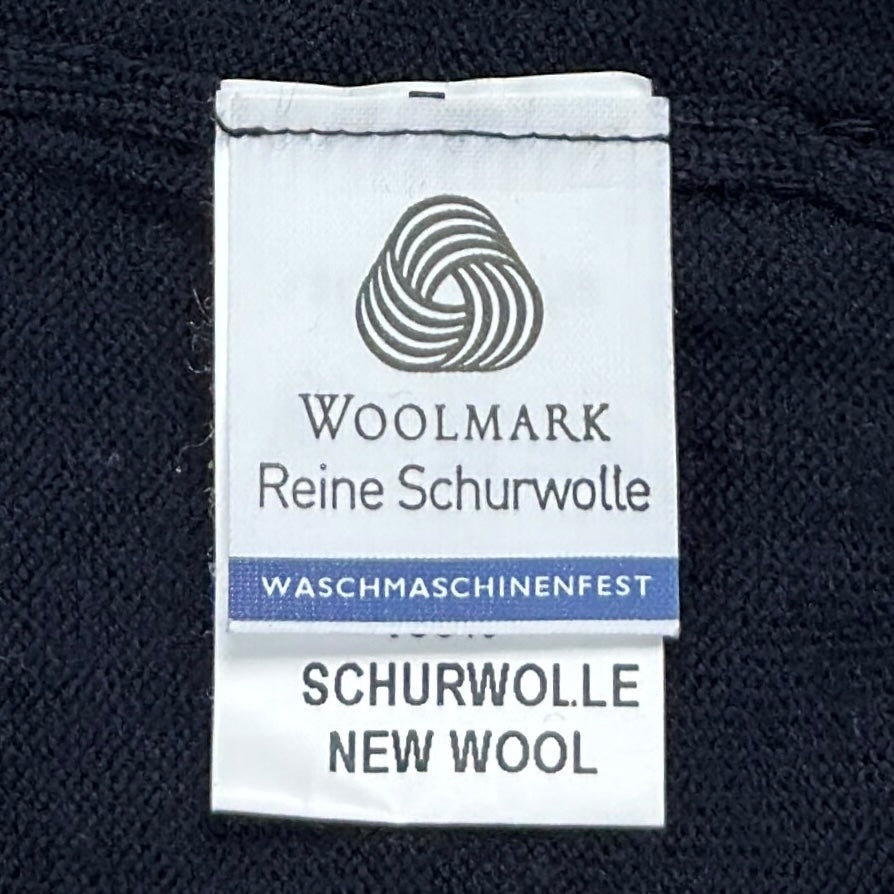 WOOLMARK
Reine Schurwolle
WASCHMASCHINENFEST
SCHURWOLLE
NEW WOOL